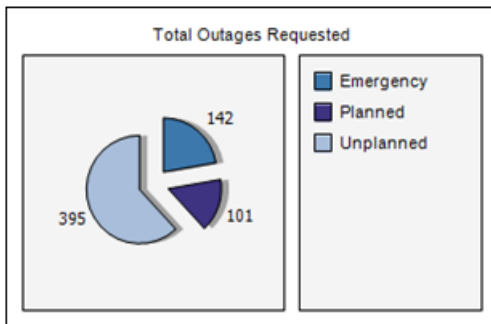 Total Outages Requested
142
101
395
Emergency
Planned
Unplanned